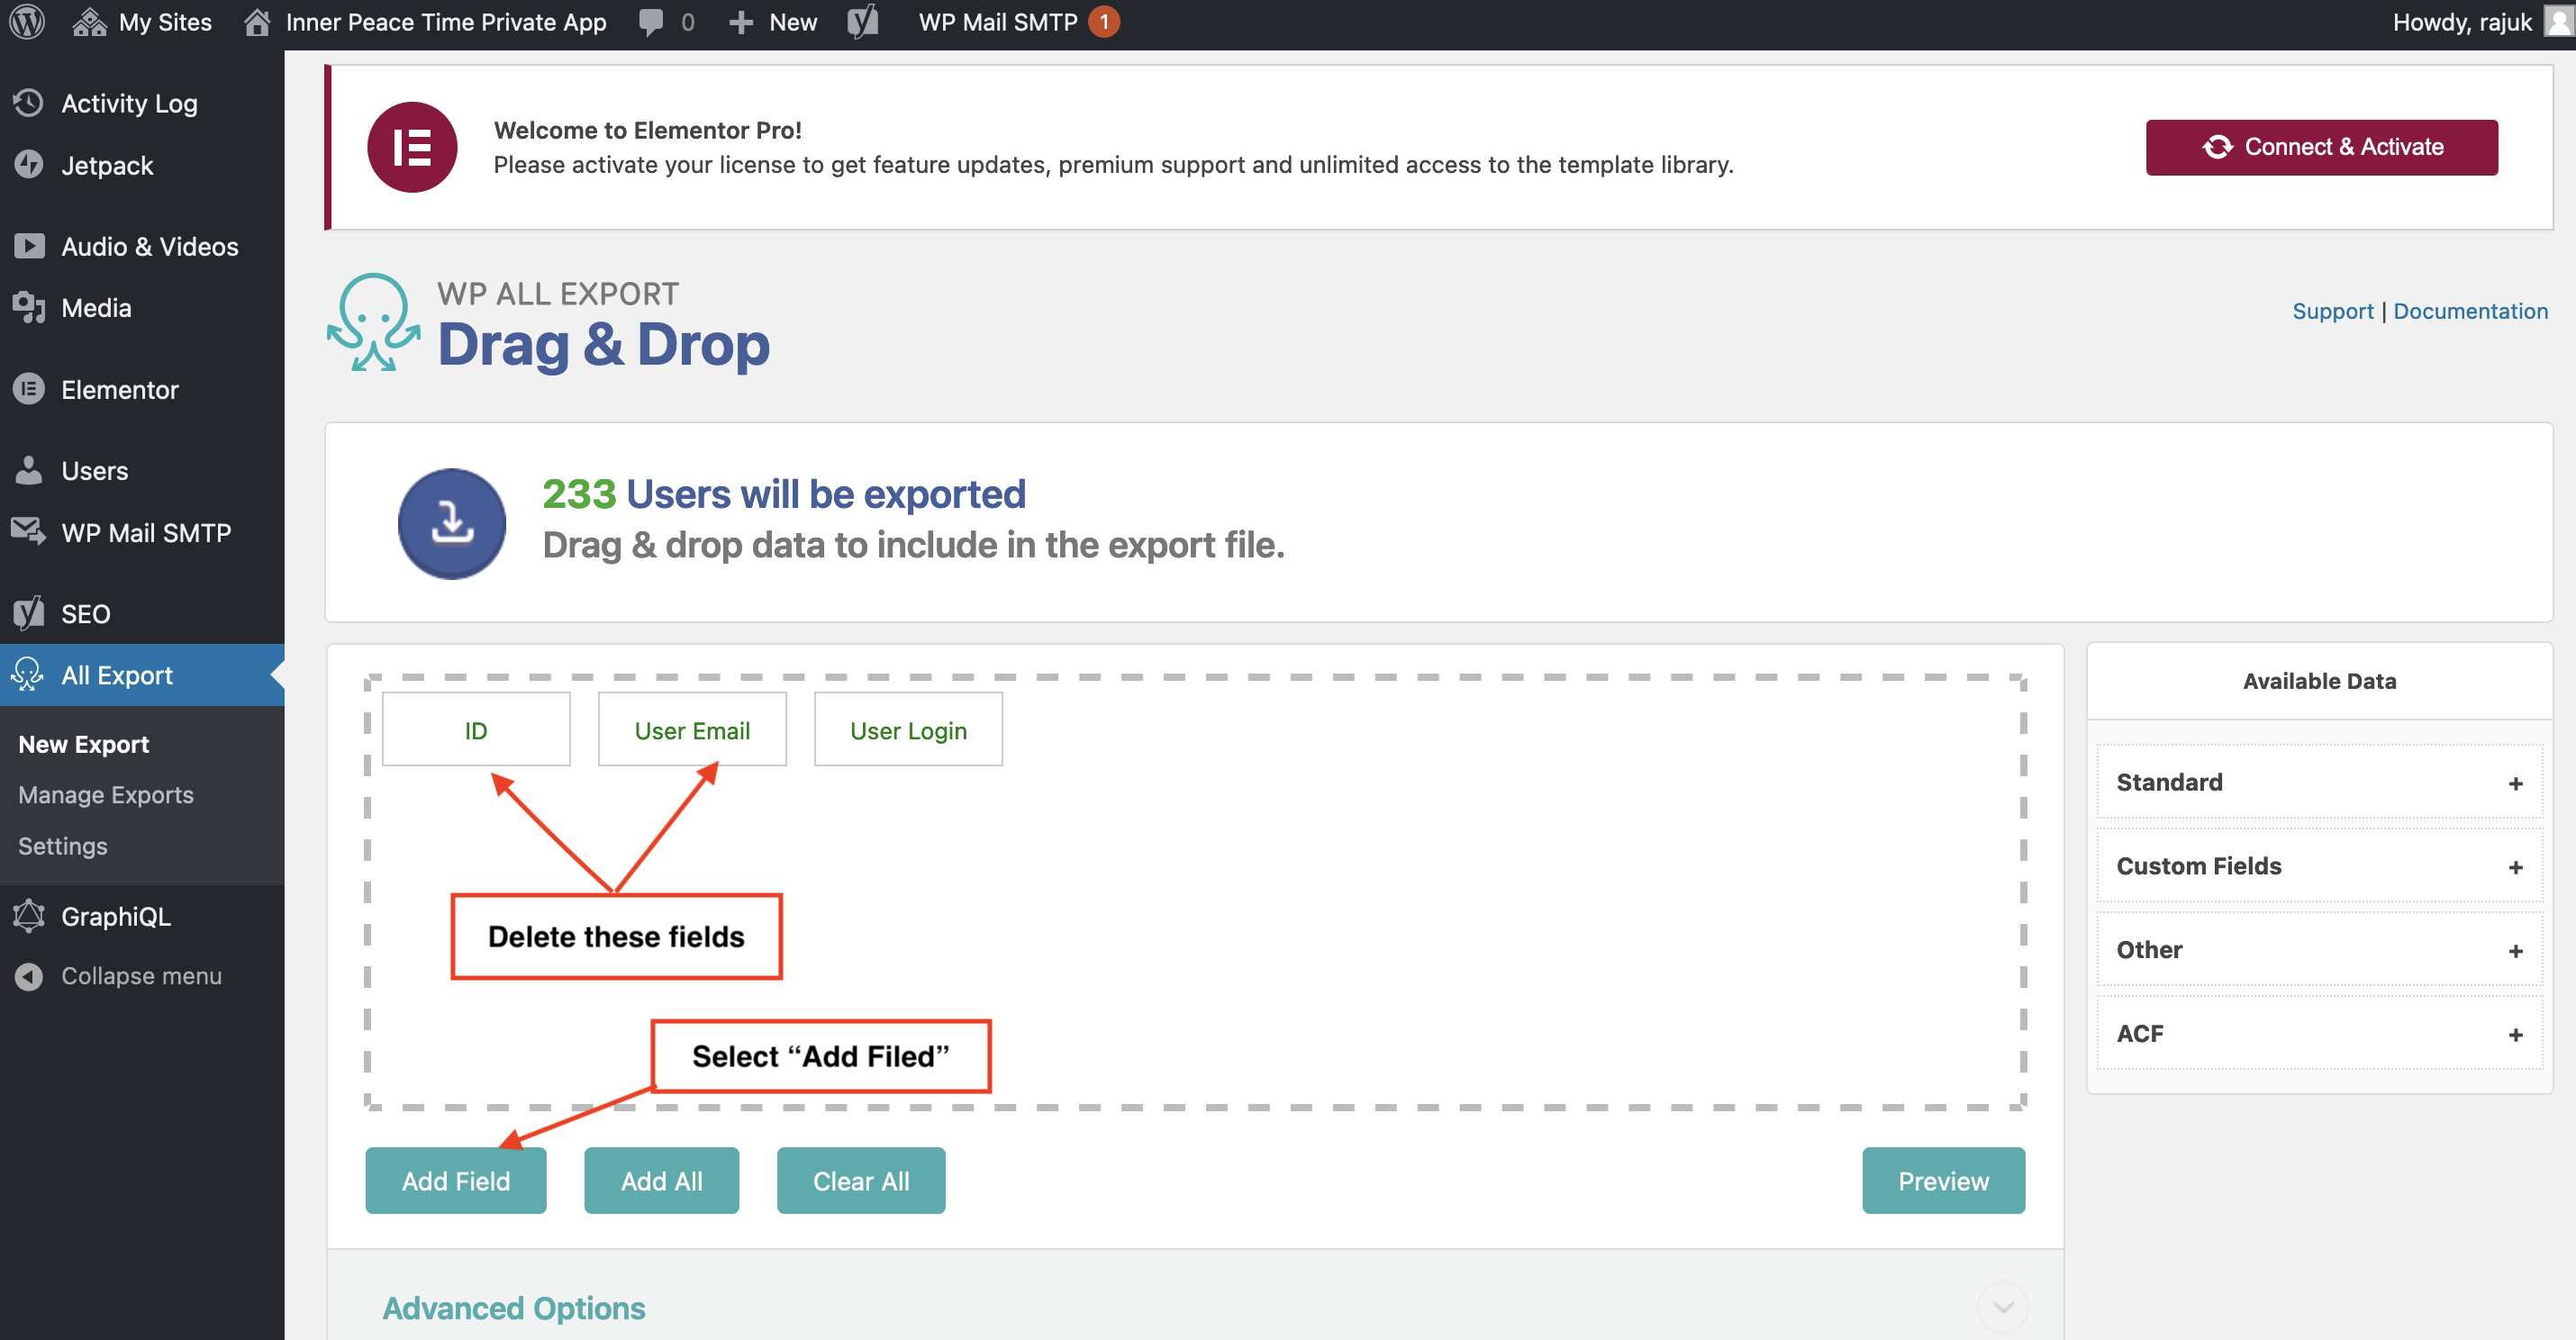 My Sites
Inner Peace Time Private App
0
New
WP Mail SMTP 1
Howdy, rajuk
Activity Log
Jetpack
Audio & Videos
Media
Elementor
Users
WP Mail SMTP
SEO
All Export
New Export
Manage Exports
Settings
GraphiQL
Collapse menu
Welcome to Elementor Pro!
Please activate your license to get feature updates, premium support and unlimited access to the template library.
Connect & Activate
WP ALL EXPORT
Drag & Drop
Support | Documentation
233 Users will be exported
Drag & drop data to include in the export file.
ID
User Email
User Login
Delete these fields
Select “Add Filed”
Add Field
Add All
Clear All
Preview
Advanced Options
Available Data
Standard +
Custom Fields +
Other +
ACF +